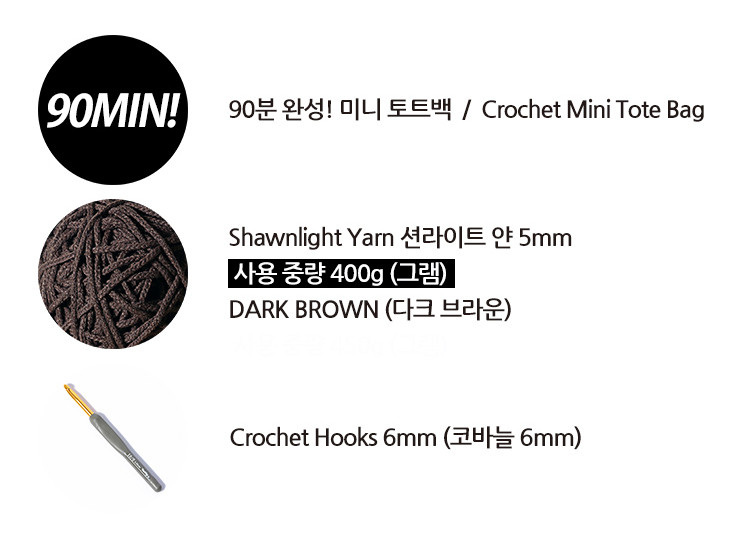 90MIN!
90분 완성! 미니 토트백 / Crochet Mini Tote Bag
Shawnlight Yarn 션라이트 얀 5mm
사용 중량 400g (그램)
DARK BROWN (다크 브라운)
Crochet Hooks 6mm (코바늘 6mm)